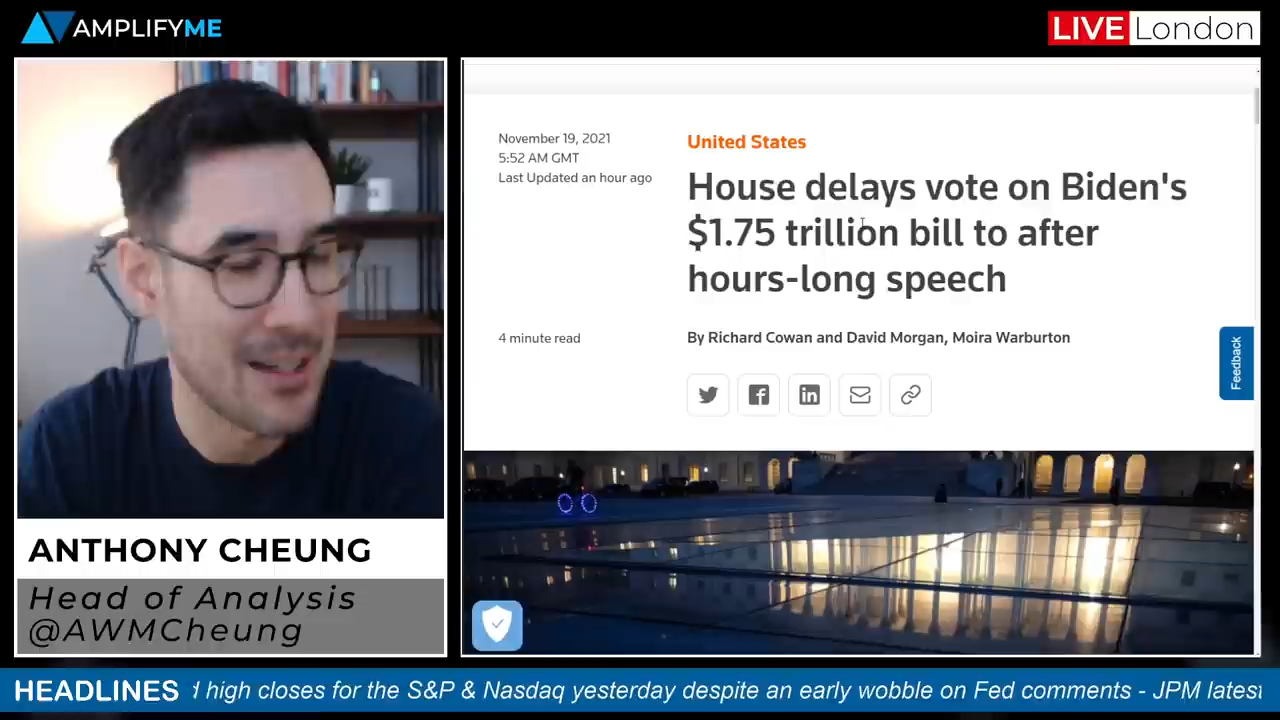 AMPLIFYME
LIVE London
November 19, 2021
5:52 AM GMT
Last Updated an hour ago
United States
House delays vote on Biden's
$1.75 trillion bill to after
hours-long speech
4 minute read
By Richard Cowan and David Morgan, Moira Warburton
Feedback
ANTHONY CHEUNG
Head of Analysis
@AWMCheung
HEADLINES high closes for the S&P & Nasdaq yesterday despite an early wobble on Fed comments - JPM latest